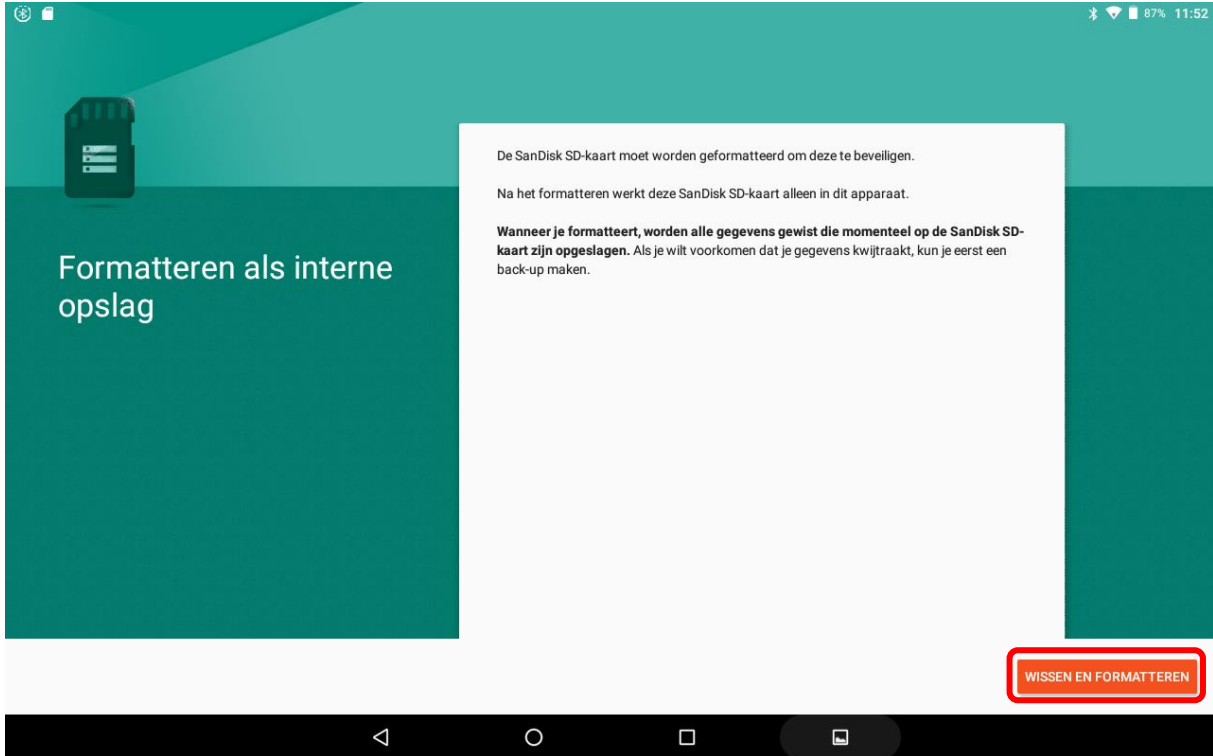 87% 11:52
De SanDisk SD-kaart moet worden geformatteerd om deze te beveiligen.
Na het formatteren werkt deze SanDisk SD-kaart alleen in dit apparaat.
Wanneer je formatteert, worden alle gegevens gewist die momenteel op de SanDisk SD-
kaart zijn opgeslagen. Als je wilt voorkomen dat je gegevens kwijtraakt, kun je eerst een
back-up maken.
Formatteren als interne
opslag
WISSEN EN FORMATTEREN